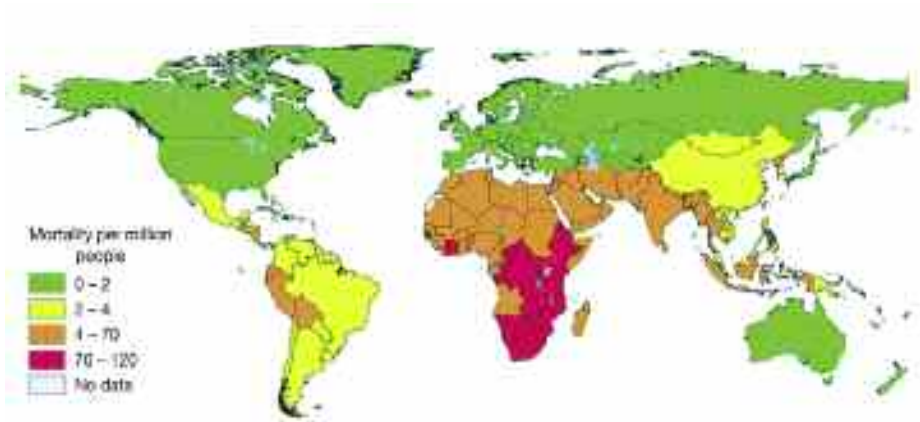 Mortality per million
people
0 – 2
2 – 4
4 – 70
70 – 120
No data